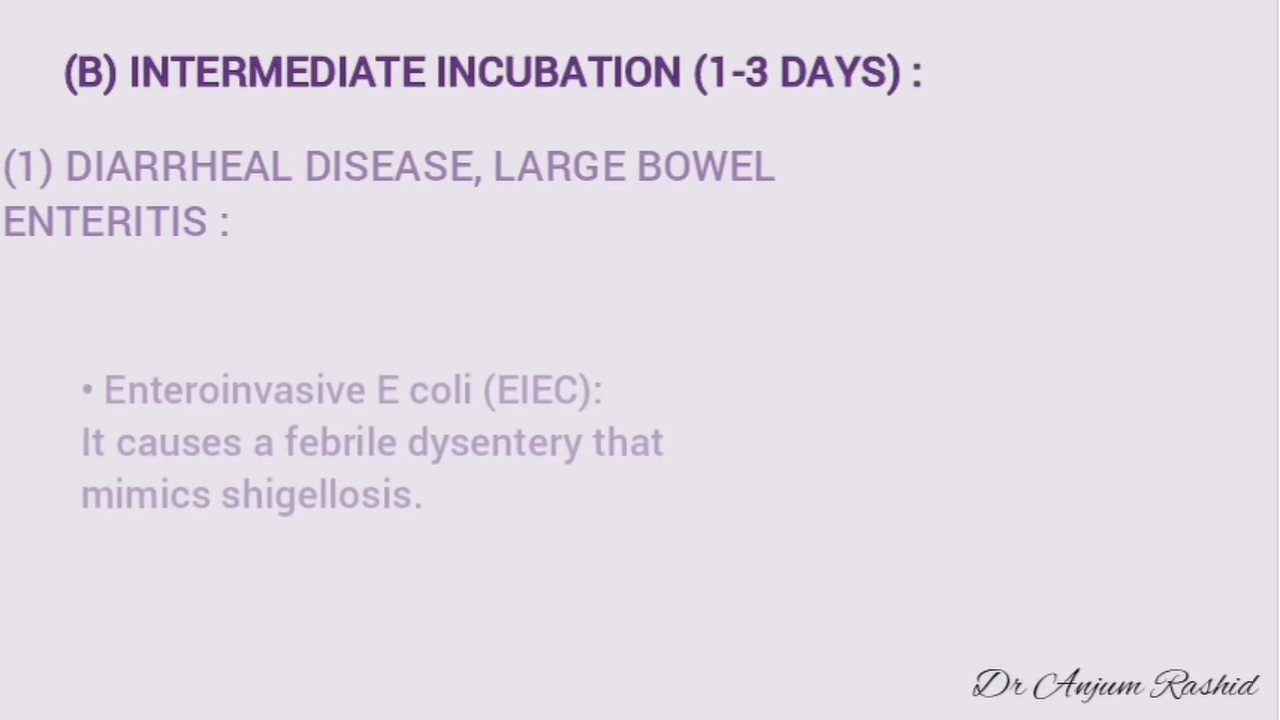 (B) INTERMEDIATE INCUBATION (1-3 DAYS) :
(1) DIARRHEAL DISEASE, LARGE BOWEL
ENTERITIS :
• Enteroinvasive E coli (EIEC):
It causes a febrile dysentery that
mimics shigellosis.
Dr Anjum Rashid